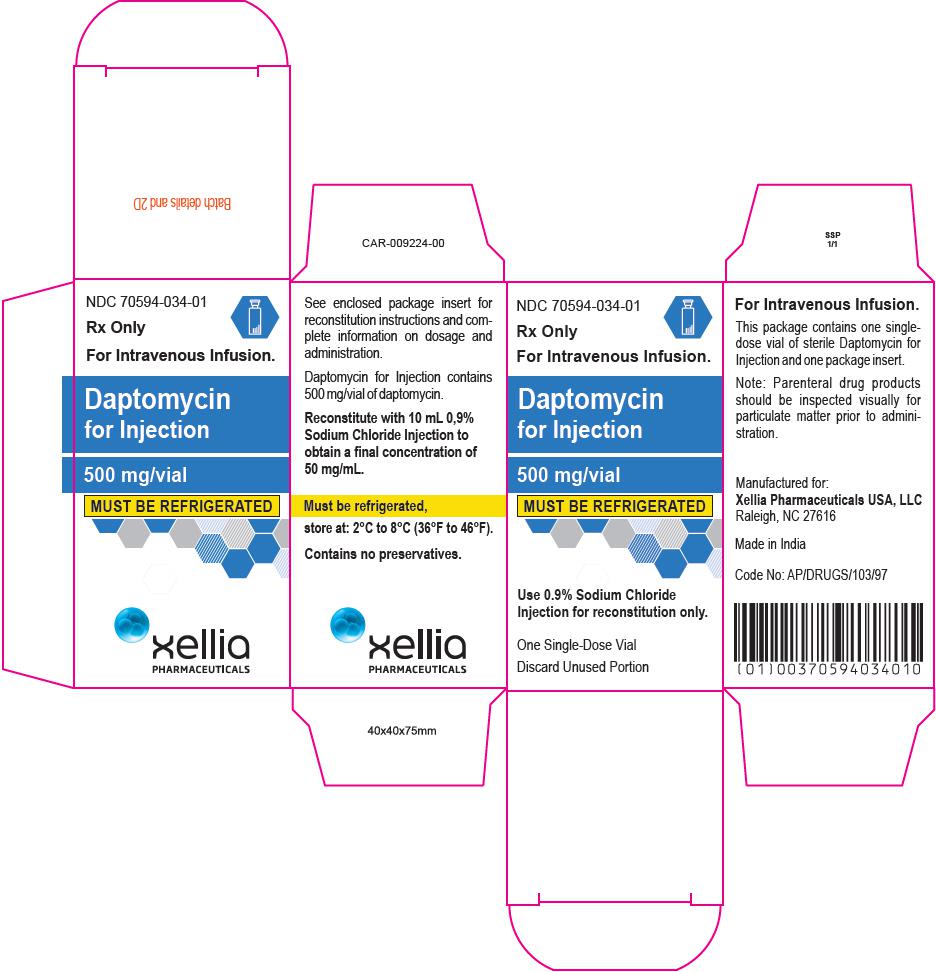 Batch details and 2D
CAR-009224-00
SSP
1/1
NDC 70594-034-01
Rx Only
For Intravenous Infusion.
Daptomycin
for Injection
500 mg/vial
MUST BE REFRIGERATED
xellia
PHARMACEUTICALS
See enclosed package insert for
reconstitution instructions and com-
plete information on dosage and
administration.
Daptomycin for Injection contains
500 mg/vial of daptomycin.
Reconstitute with 10 mL 0,9%
Sodium Chloride Injection to
obtain a final concentration of
50 mg/mL.
Must be refrigerated,
store at: 2°C to 8°C (36°F to 46°F).
Contains no preservatives.
xellia
PHARMACEUTICALS
40x40x75mm
NDC 70594-034-01
Rx Only
For Intravenous Infusion.
Daptomycin
for Injection
500 mg/vial
MUST BE REFRIGERATED
Use 0.9% Sodium Chloride
Injection for reconstitution only.
One Single-Dose Vial
Discard Unused Portion
For Intravenous Infusion.
This package contains one single-
dose vial of sterile Daptomycin for
Injection and one package insert.
Note: Parenteral drug products
should be inspected visually for
particulate matter prior to admini-
stration.
Manufactured for:
Xellia Pharmaceuticals USA, LLC
Raleigh, NC 27616
Made in India
Code No: AP/DRUGS/103/97
(01)00370594034010